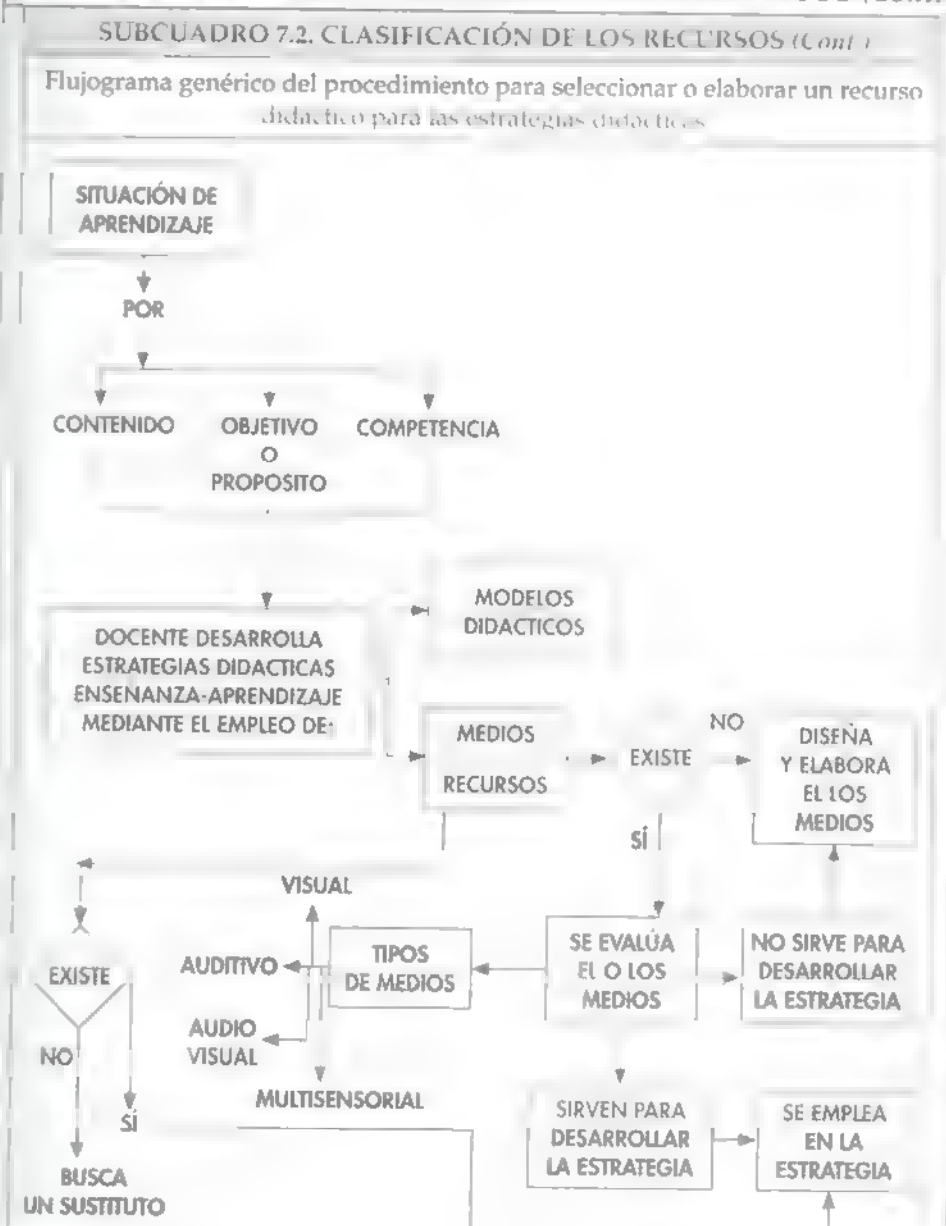 SUBCUADRO 7.2. CLASIFICACIÓN DE LOS RECURSOS (Cont.)
Flujograma genérico del procedimiento para seleccionar o elaborar un recurso
didáctico para las estrategias didácticas
SITUACIÓN DE
APRENDIZAJE
POR
CONTENIDO
OBJETIVO
O
PROPOSITO
COMPETENCIA
DOCENTE DESARROLLA
ESTRATEGIAS DIDACTICAS
ENSENANZA-APRENDIZAJE
MEDIANTE EL EMPLEO DE:
MODELOS
DIDACTICOS
MEDIOS
RECURSOS
EXISTE
NO
DISEÑA
Y ELABORA
EL LOS
MEDIOS
SÍ
VISUAL
AUDITIVO
AUDIO
VISUAL
MULTISENSORIAL
TIPOS
DE MEDIOS
SE EVALÚA
EL O LOS
MEDIOS
NO SIRVE PARA
DESARROLLAR
LA ESTRATEGIA
EXISTE
NO
SÍ
BUSCA
UN SUSTITUTO
SIRVEN PARA
DESARROLLAR
LA ESTRATEGIA
SE EMPLEA
EN LA
ESTRATEGIA